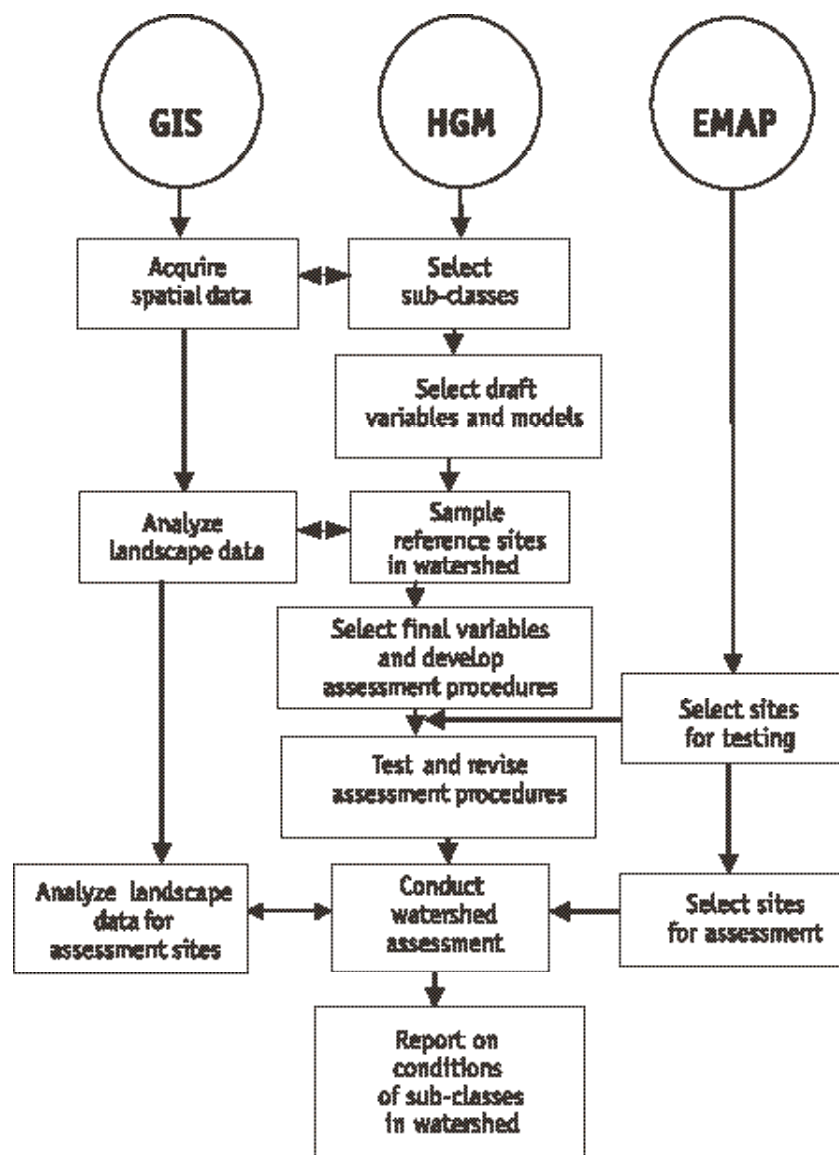 GIS
HGM
EMAP
Acquire
spatial data
Select
sub-classes
Select draft
variables and models
Analyze
landscape data
Sample
reference sites
in watershed
Select final variables
and develop
assessment procedures
Select sites
for testing
Test and revise
assessment procedures
Analyze landscape
data for
assessment sites
Conduct
watershed
assessment
Select sites
for assessment
Report on
conditions
of sub-classes
in watershed